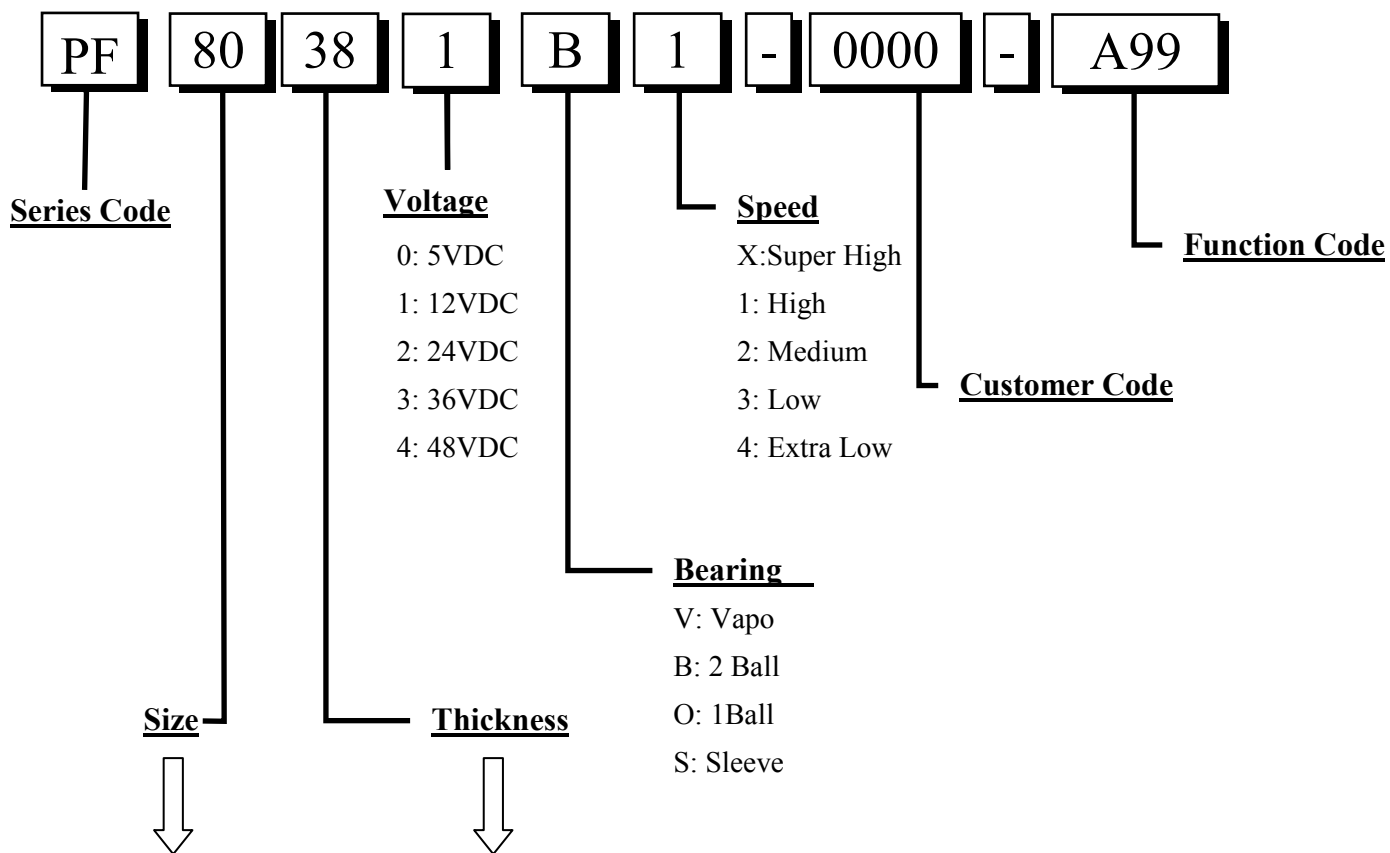 PF 80 38 1 B 1 - 0000 - A99
Series Code
Voltage
0: 5VDC
1: 12VDC
2: 24VDC
3: 36VDC
4: 48VDC
Speed
X:Super High
1: High
2: Medium
3: Low
4: Extra Low
Function Code
Customer Code
Bearing
V: Vapo
B: 2 Ball
O: 1Ball
S: Sleeve
Size
Thickness